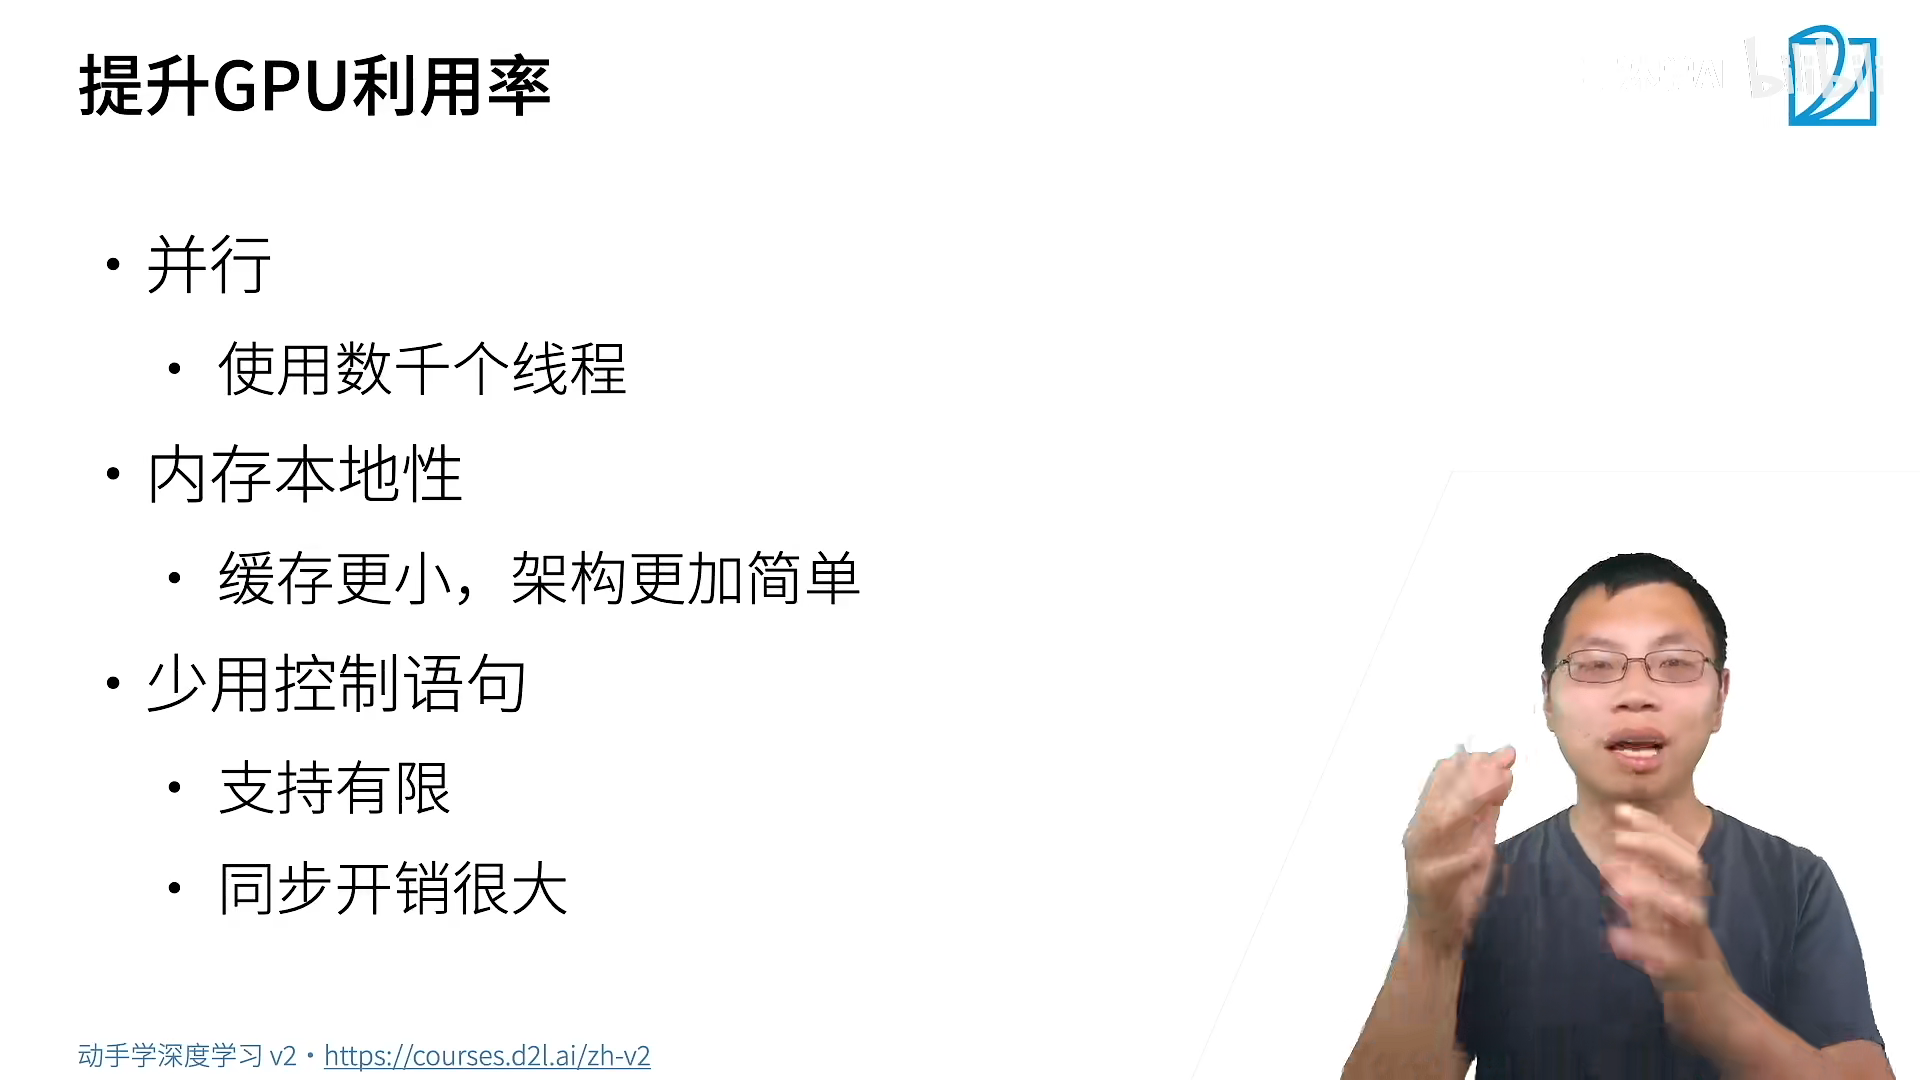 提升GPU利用率
bilibili
• 并行
• 使用数千个线程
• 内存本地性
• 缓存更小，架构更加简单
• 少用控制语句
• 支持有限
• 同步开销很大
动手学深度学习 v2 • https://courses.d2l.ai/zh-v2